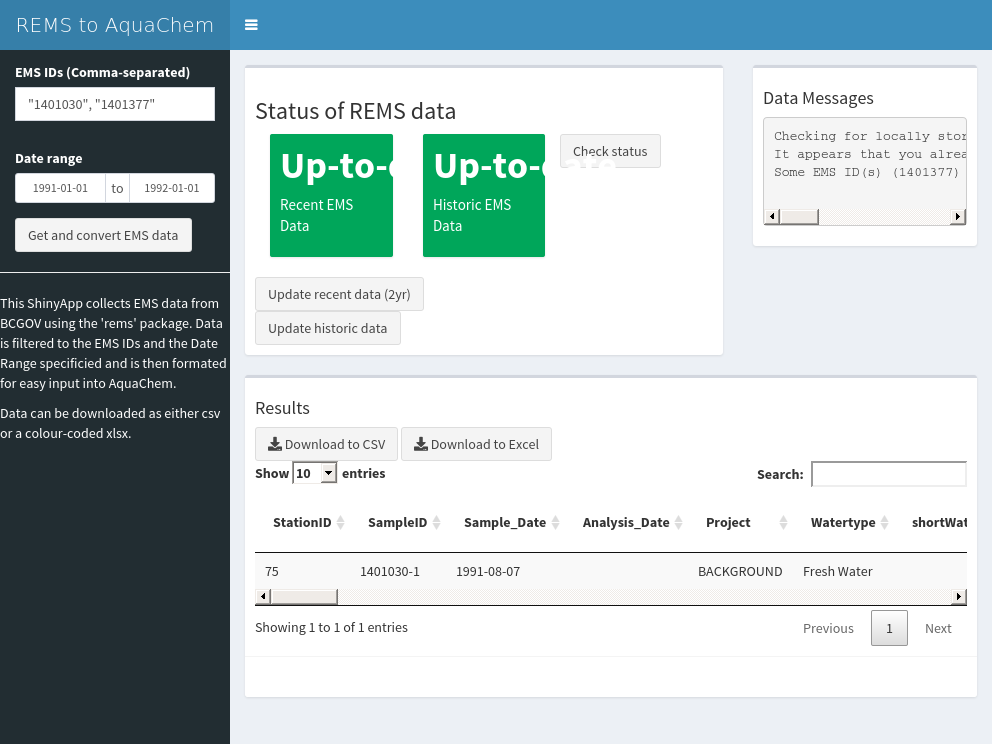 REMS to AquaChem
EMS IDs (Comma-separated)
"1401030", "1401377"
Date range
1991-01-01 to 1992-01-01
Get and convert EMS data
This ShinyApp collects EMS data from
BCGOV using the 'rems' package. Data
is filtered to the EMS IDs and the Date
Range specificied and is then formated
for easy input into AquaChem.
Data can be downloaded as either csv
or a colour-coded xlsx.
Status of REMS data
Up-to-d
Recent EMS
Data
Up-to-date
Historic EMS
Data
Check status
Update recent data (2yr)
Update historic data
Data Messages
Checking for locally stor
It appears that you alrea
Some EMS ID(s) (1401377)
Results
Download to CSV Download to Excel
Show 10 entries Search:
StationID SampleID Sample_Date Analysis_Date Project Watertype shortWat
75 1401030-1 1991-08-07 BACKGROUND Fresh Water
Showing 1 to 1 of 1 entries Previous 1 Next